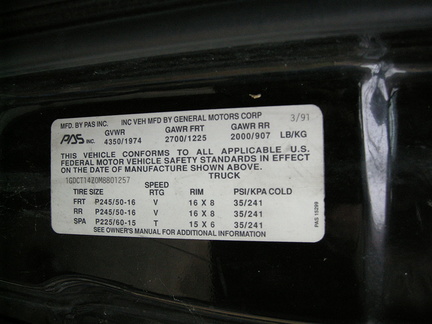 MFD. BY PAS INC. INC VEH MFD BY GENERAL MOTORS CORP 3/91
GVWR GAWR FRT GAWR RR
PAS INC. 4350/1974 2700/1225 2000/907 LB/KG
THIS VEHICLE CONFORMS TO ALL APPLICABLE U.S.
FEDERAL MOTOR VEHICLE SAFETY STANDARDS IN EFFECT
ON THE DATE OF MANUFACTURE SHOWN ABOVE.
1GDCT14Z0M8801257 TRUCK
TIRE SIZE SPEED RTG RIM PSI/KPA COLD
FRT P245/50-16 V 16 X 8 35/241
RR P245/50-16 V 16 X 8 35/241
SPA P225/60-15 T 15 X 6 35/241
SEE OWNER'S MANUAL FOR ADDITIONAL INFORMATION
PAS 15299